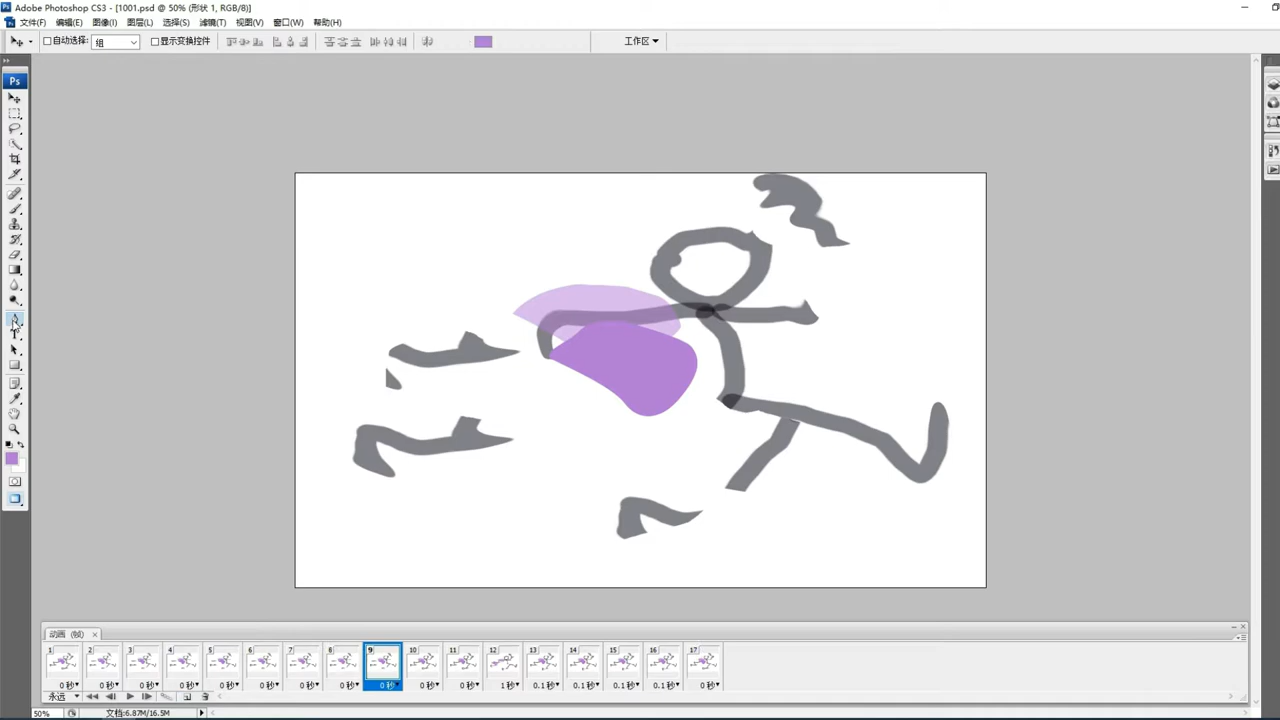 Adobe Photoshop CS3 - [1001.psd @ 50% (形状 1, RGB/8)]
文件(F) 编辑(E) 图像(I) 图层(L) 选择(S) 滤镜(T) 视图(V) 窗口(W) 帮助(H)
自动选择: 组 显示变换控件 工作区
Ps
动画 (帧)
1 2 3 4 5 6 7 8 9 10 11 12 13 14 15 16 17
0 秒 0 秒 0 秒 0 秒 0 秒 0 秒 0 秒 0 秒 0 秒 0 秒 0 秒 1 秒 0.1 秒 0.1 秒 0.1 秒 0.1 秒 0 秒
永远
50% 文档:6.87M/16.5M